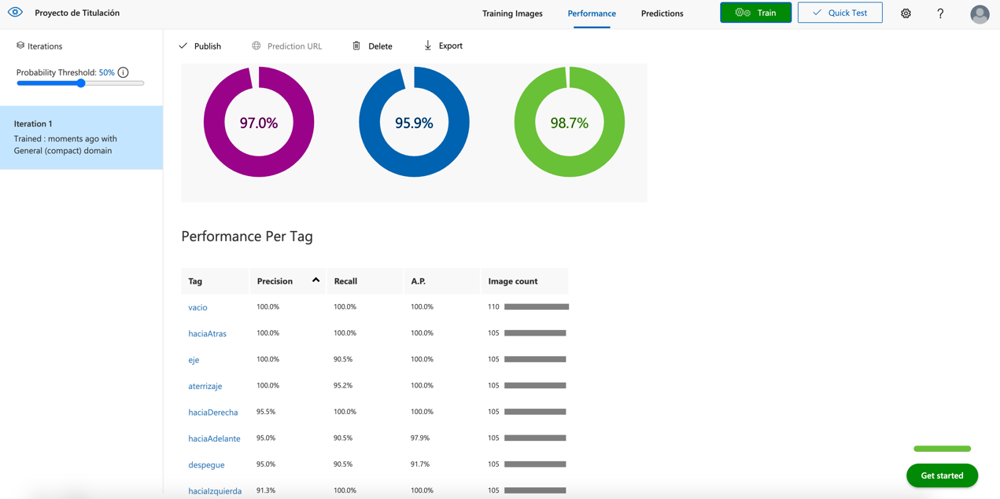 Proyecto de Titulación
Training Images Performance Predictions Train Quick Test ?
Iterations
Publish Prediction URL Delete Export
Probability Threshold: 50% i
Iteration 1
Trained : moments ago with
General (compact) domain
97.0% 95.9% 98.7%
Performance Per Tag
Tag Precision Recall A.P. Image count
vacio 100.0% 100.0% 100.0% 110
haciaAtras 100.0% 100.0% 100.0% 105
eje 100.0% 90.5% 100.0% 105
aterrizaje 100.0% 95.2% 100.0% 105
haciaDerecha 95.5% 100.0% 100.0% 105
haciaAdelante 95.0% 90.5% 97.9% 105
despegue 95.0% 90.5% 91.7% 105
haciaIzquierda 91.3% 100.0% 100.0% 105
Get started